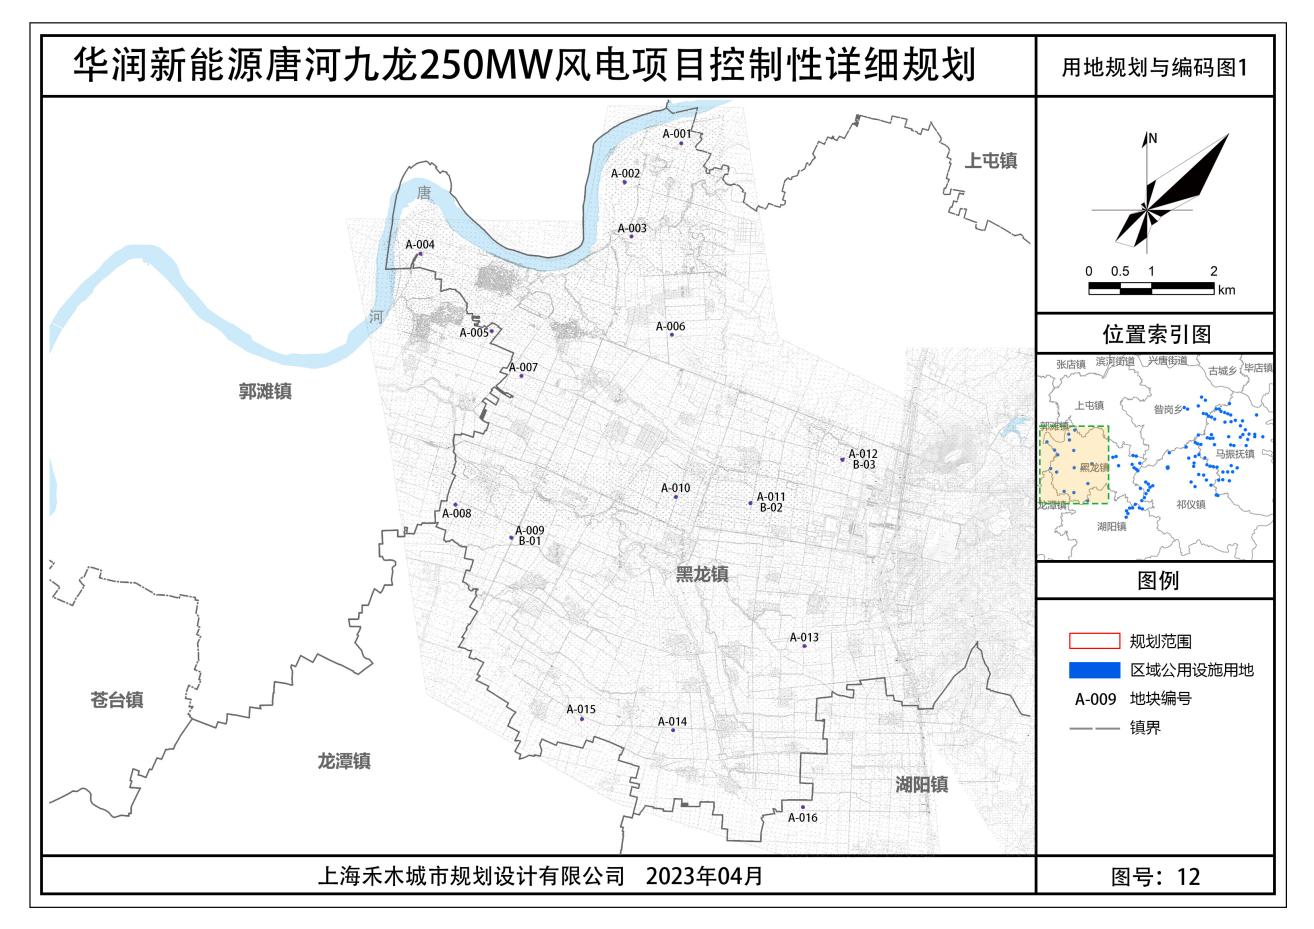 华润新能源唐河九龙250MW风电项目控制性详细规划
用地规划与编码图1
A-001
上屯镇
A-002
唐
A-003
A-004
河
A-005
A-006
A-007
郭滩镇
A-012
B-03
A-010
A-011
B-02
A-008
A-009
B-01
黑龙镇
A-013
苍台镇
A-015
A-014
龙潭镇
湖阳镇
A-016
N
0 0.5 1 2
km
位置索引图
张店镇 滨河街道 兴唐街道
古城乡 毕店镇
上屯镇 昝岗乡
郭滩镇
马振抚镇
黑龙镇
龙潭镇 祁仪镇
湖阳镇
图例
规划范围
区域公用设施用地
A-009 地块编号
镇界
上海禾木城市规划设计有限公司 2023年04月
图号：12